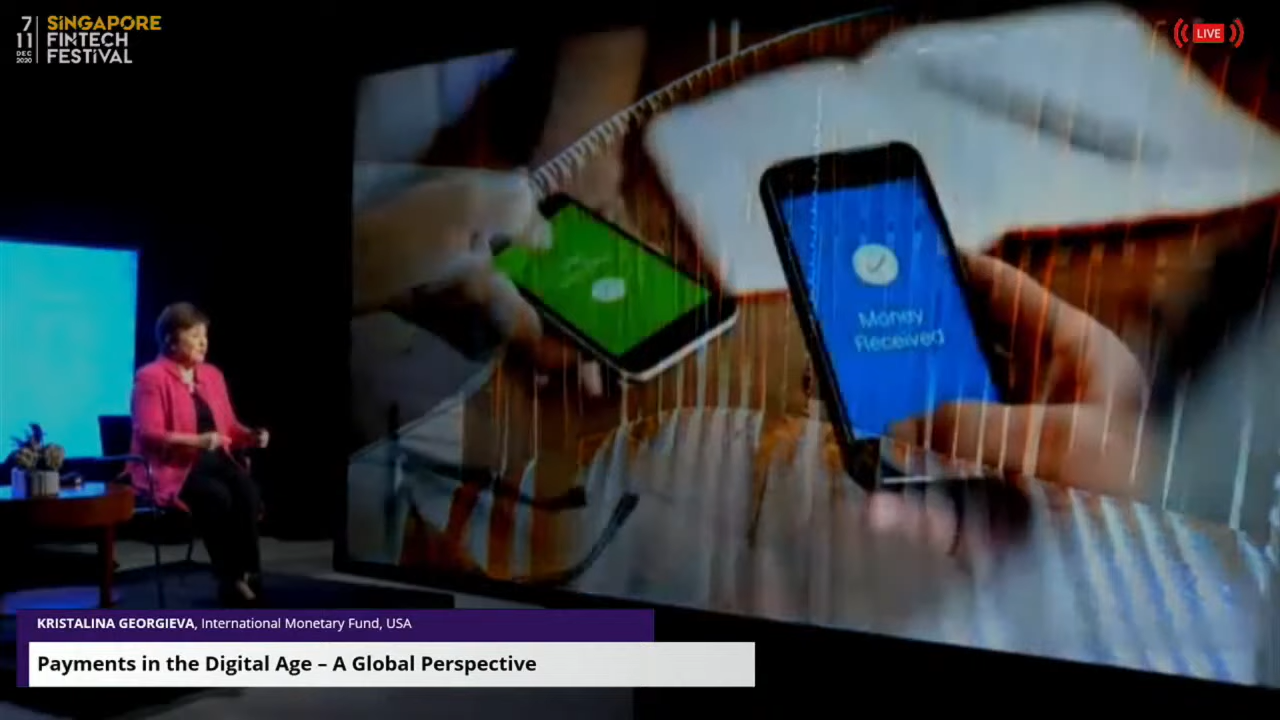 7
11
DEC
2020
SiNGAPORE
FiNTECH
FESTiVAL
LIVE
Money
Received
KRISTALINA GEORGIEVA, International Monetary Fund, USA
Payments in the Digital Age – A Global Perspective